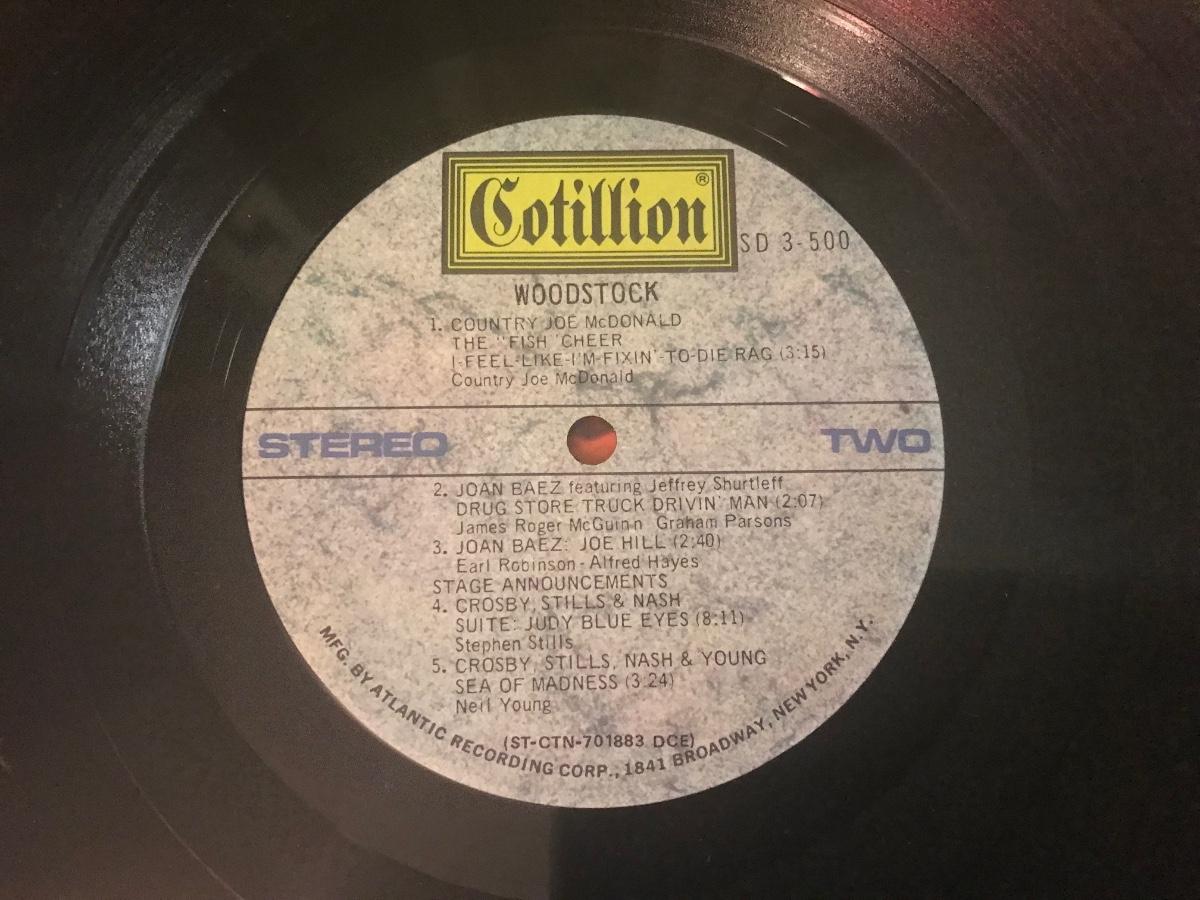 Cotillion®
SD 3-500
WOODSTOCK
1. COUNTRY JOE McDONALD
THE "FISH" CHEER
I-FEEL-LIKE-I'M-FIXIN'-TO-DIE RAG (3:15)
Country Joe McDonald
STEREO
TWO
2. JOAN BAEZ featuring Jeffrey Shurtleff
DRUG STORE TRUCK DRIVIN' MAN (2:07)
James Roger McGuinn Graham Parsons
3. JOAN BAEZ: JOE HILL (2:40)
Earl Robinson - Alfred Hayes
STAGE ANNOUNCEMENTS
4. CROSBY, STILLS & NASH
SUITE: JUDY BLUE EYES (8:11)
Stephen Stills
5. CROSBY, STILLS, NASH & YOUNG
SEA OF MADNESS (3:24)
Neil Young
(ST-CTN-701883 DCE)
MFG. BY ATLANTIC RECORDING CORP., 1841 BROADWAY, NEW YORK, N.Y.